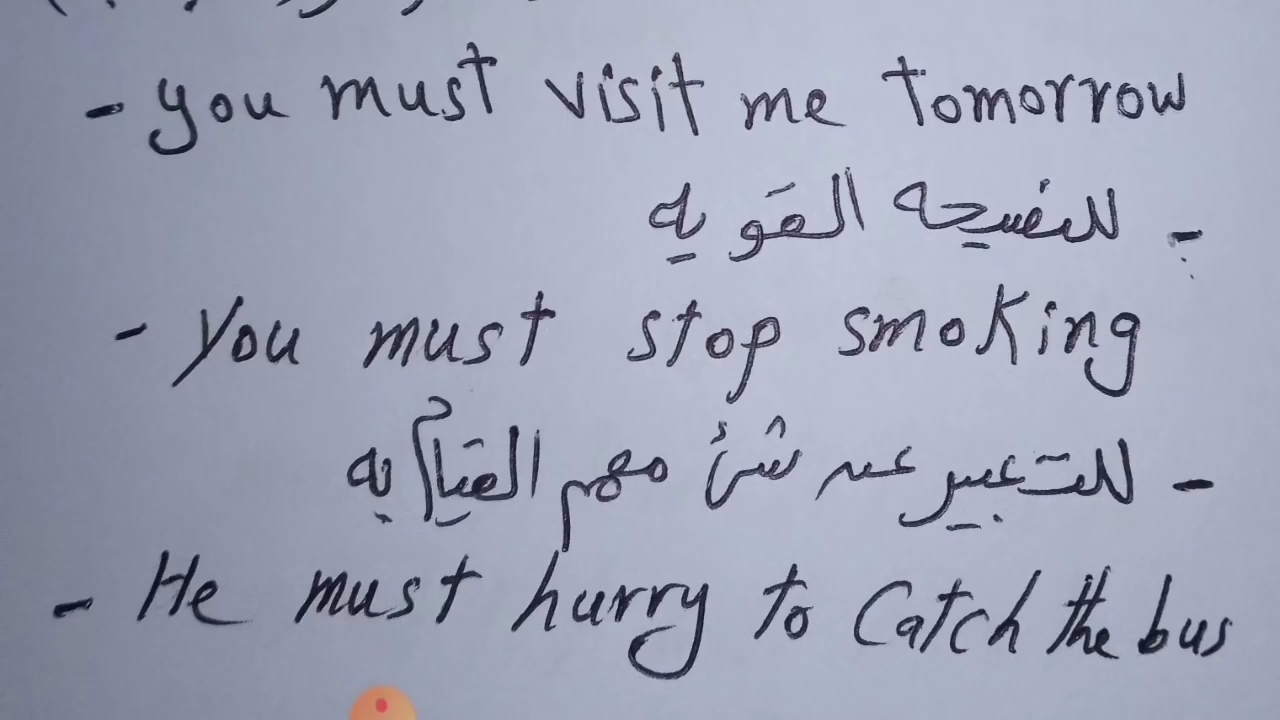 - you must visit me tomorrow
- للنصيحه القويه
- You must stop smoking
- للتعبير عن شئ مهم القيام به
- He must hurry to Catch the bus